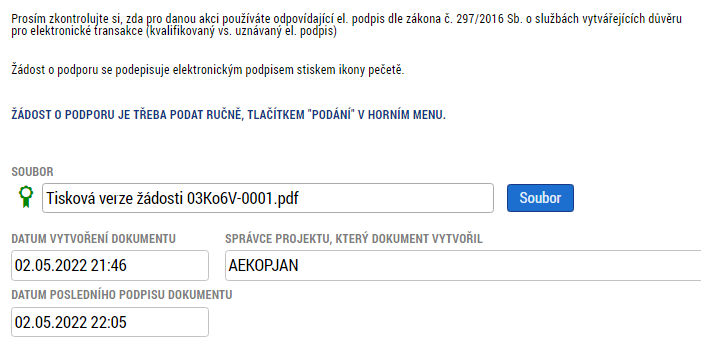 Prosím zkontrolujte si, zda pro danou akci používáte odpovídající el. podpis dle zákona č. 297/2016 Sb. o službách vytvářejících důvěru
pro elektronické transakce (kvalifikovaný vs. uznávaný el. podpis)
Žádost o podporu se podepisuje elektronickým podpisem stiskem ikony pečetě.
ŽÁDOST O PODPORU JE TŘEBA PODAT RUČNĚ, TLAČÍTKEM "PODÁNÍ" V HORNÍM MENU.
SOUBOR
Tisková verze žádosti 03Ko6V-0001.pdf Soubor
DATUM VYTVOŘENÍ DOKUMENTU SPRÁVCE PROJEKTU, KTERÝ DOKUMENT VYTVOŘIL
02.05.2022 21:46 AEKOPJAN
DATUM POSLEDNÍHO PODPISU DOKUMENTU
02.05.2022 22:05